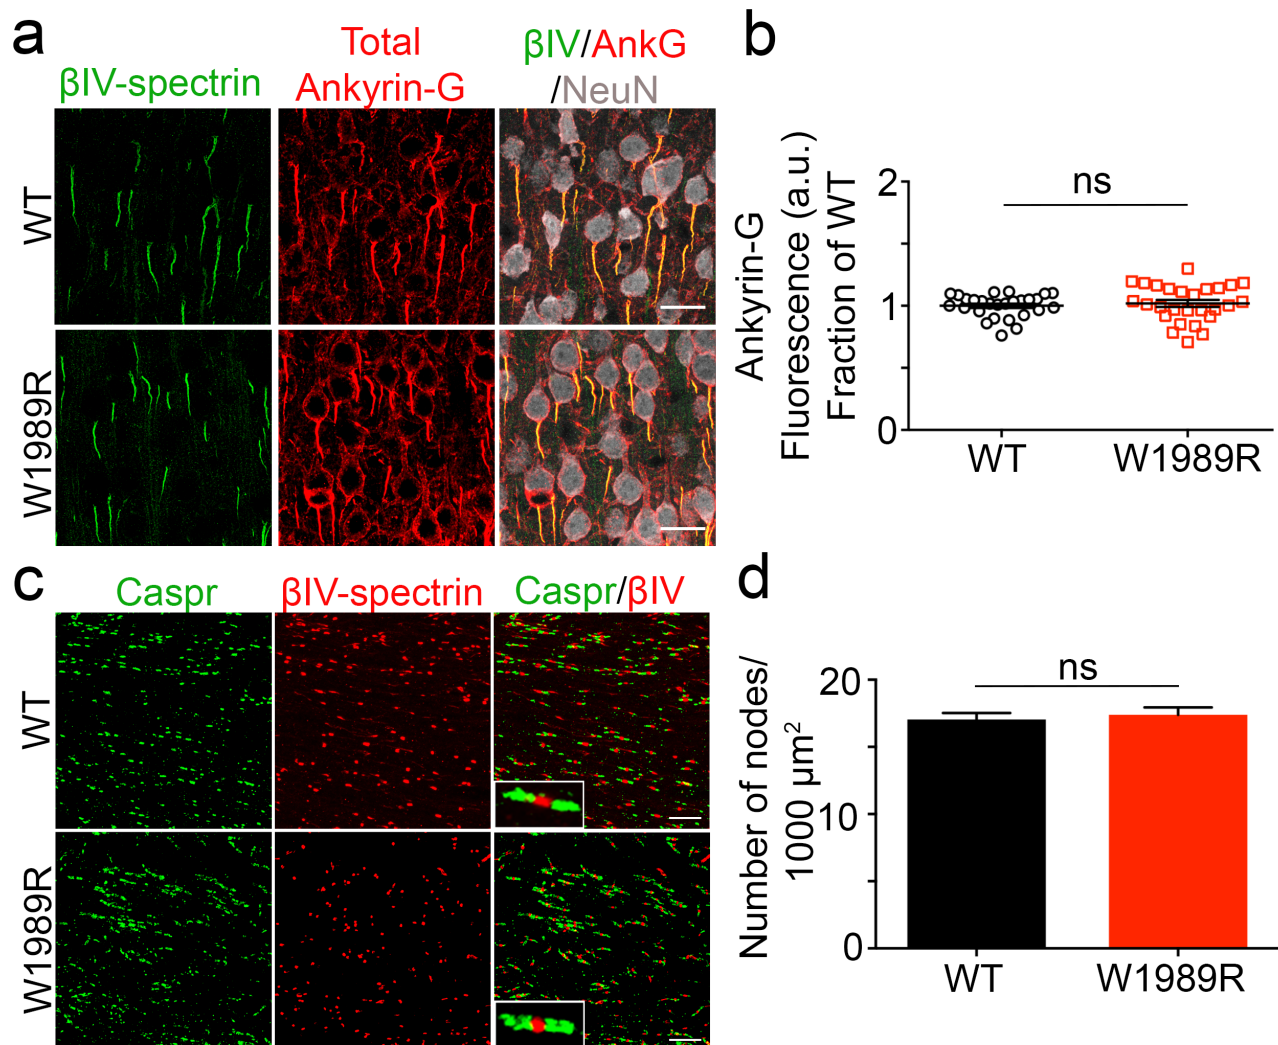 a
βIV-spectrin
Total
Ankyrin-G
βIV/AnkG
/NeuN
WT
W1989R
b
Ankyrin-G
Fluorescence (a.u.)
Fraction of WT
2
1
0
ns
WT
W1989R
c
Caspr
βIV-spectrin
Caspr/βIV
WT
W1989R
d
Number of nodes/
1000 μm²
20
10
0
ns
WT
W1989R